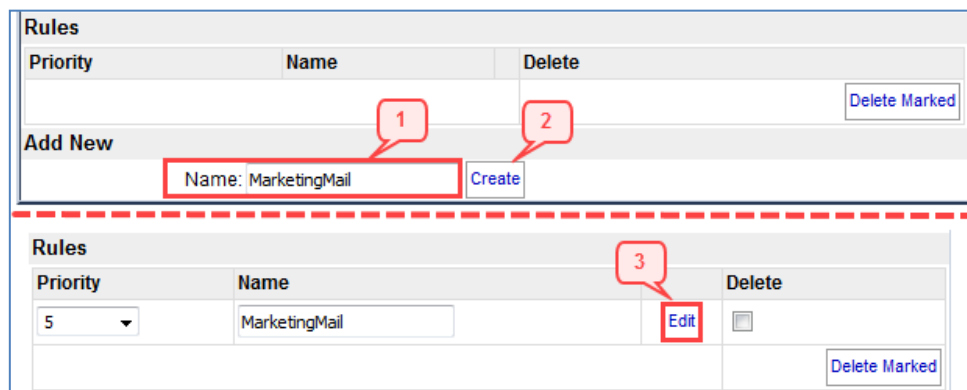 Rules
Priority Name Delete
Delete Marked
1
2
Add New
Name: MarketingMail Create
Rules
3
Priority Name Delete
5 MarketingMail Edit
Delete Marked